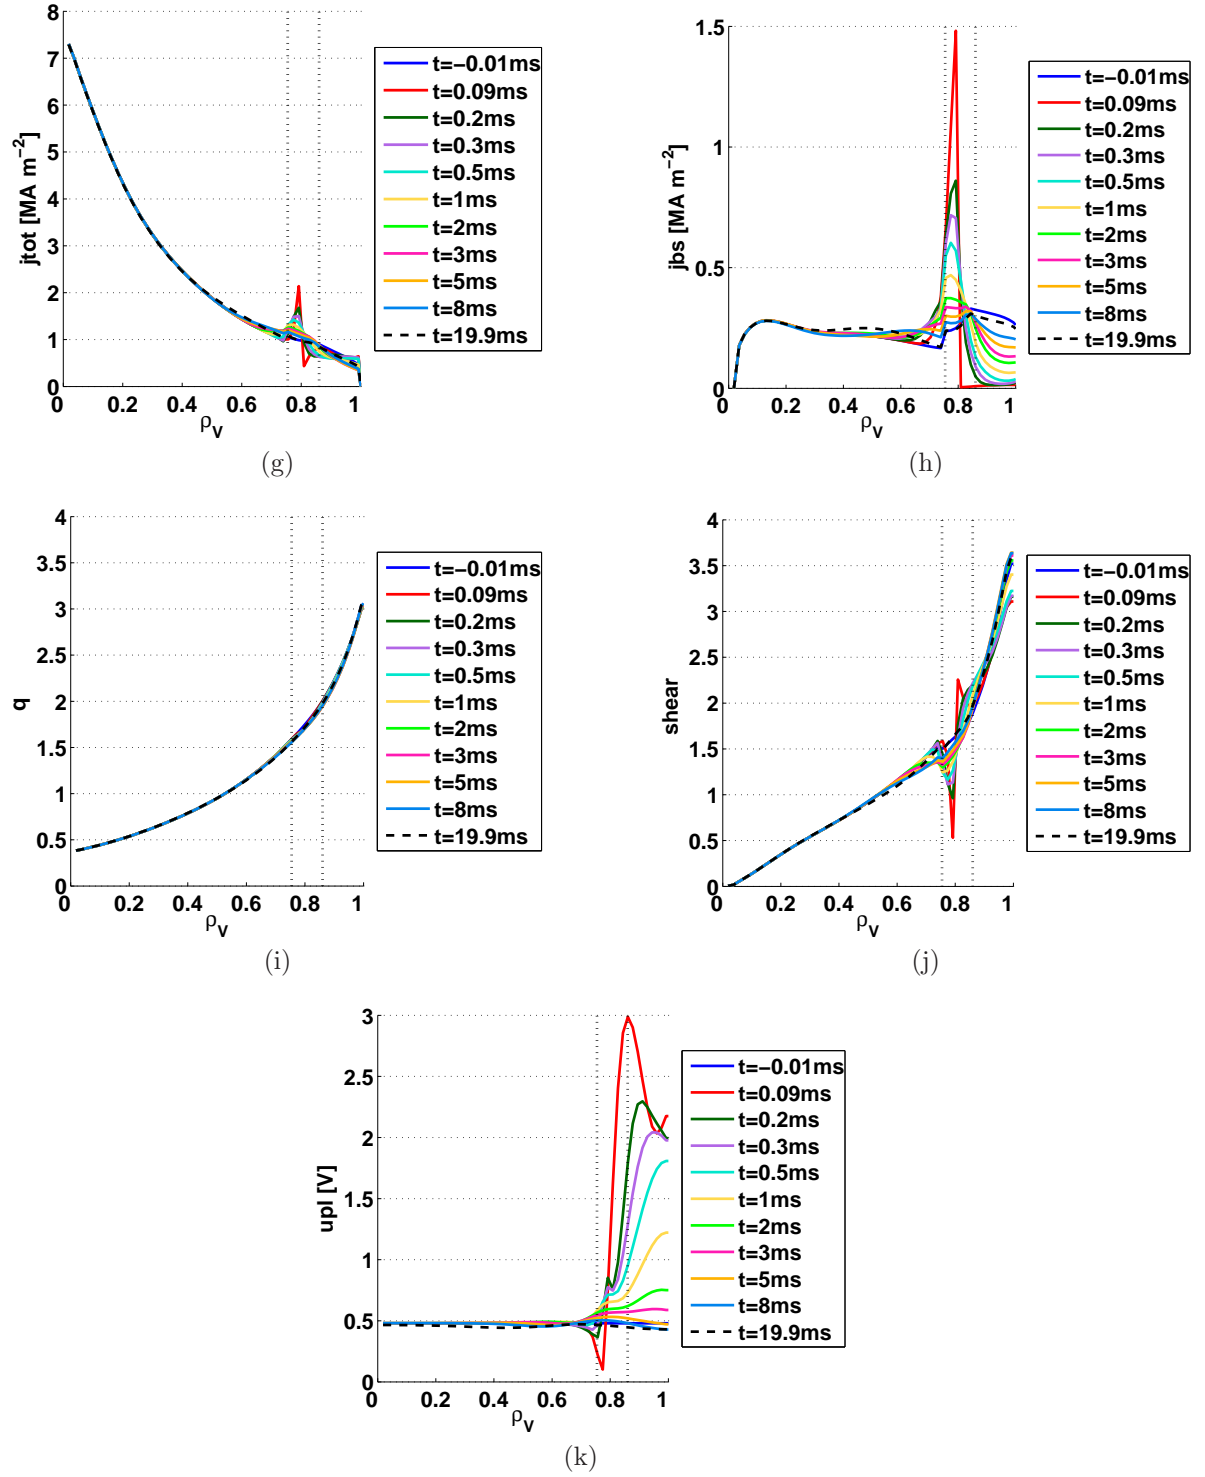 8
7
6
5
4
3
2
1
0
jtot [MA m−2]
0 0.2 0.4 0.6 0.8 1
ρV
t=−0.01ms
t=0.09ms
t=0.2ms
t=0.3ms
t=0.5ms
t=1ms
t=2ms
t=3ms
t=5ms
t=8ms
t=19.9ms
(g)
1.5
1
0.5
0
jbs [MA m−2]
0 0.2 0.4 0.6 0.8 1
ρV
t=−0.01ms
t=0.09ms
t=0.2ms
t=0.3ms
t=0.5ms
t=1ms
t=2ms
t=3ms
t=5ms
t=8ms
t=19.9ms
(h)
4
3.5
3
2.5
2
1.5
1
0.5
0
q
0 0.2 0.4 0.6 0.8 1
ρV
t=−0.01ms
t=0.09ms
t=0.2ms
t=0.3ms
t=0.5ms
t=1ms
t=2ms
t=3ms
t=5ms
t=8ms
t=19.9ms
(i)
4
3.5
3
2.5
2
1.5
1
0.5
0
shear
0 0.2 0.4 0.6 0.8 1
ρV
t=−0.01ms
t=0.09ms
t=0.2ms
t=0.3ms
t=0.5ms
t=1ms
t=2ms
t=3ms
t=5ms
t=8ms
t=19.9ms
(j)
3
2.5
2
1.5
1
0.5
0
upl [V]
0 0.2 0.4 0.6 0.8 1
ρV
t=−0.01ms
t=0.09ms
t=0.2ms
t=0.3ms
t=0.5ms
t=1ms
t=2ms
t=3ms
t=5ms
t=8ms
t=19.9ms
(k)